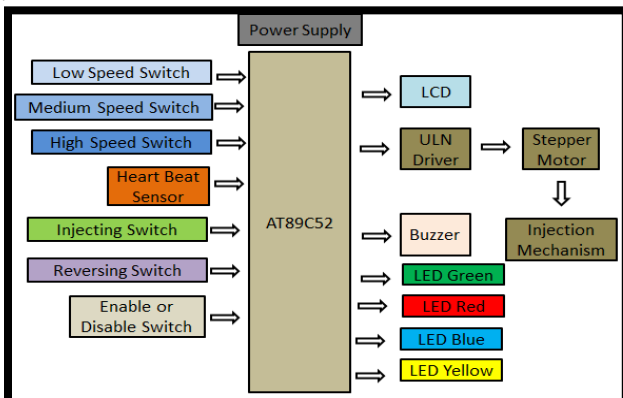 Power Supply
Low Speed Switch
Medium Speed Switch
High Speed Switch
Heart Beat
Sensor
Injecting Switch
Reversing Switch
Enable or
Disable Switch
AT89C52
LCD
ULN
Driver
Stepper
Motor
Buzzer
Injection
Mechanism
LED Green
LED Red
LED Blue
LED Yellow